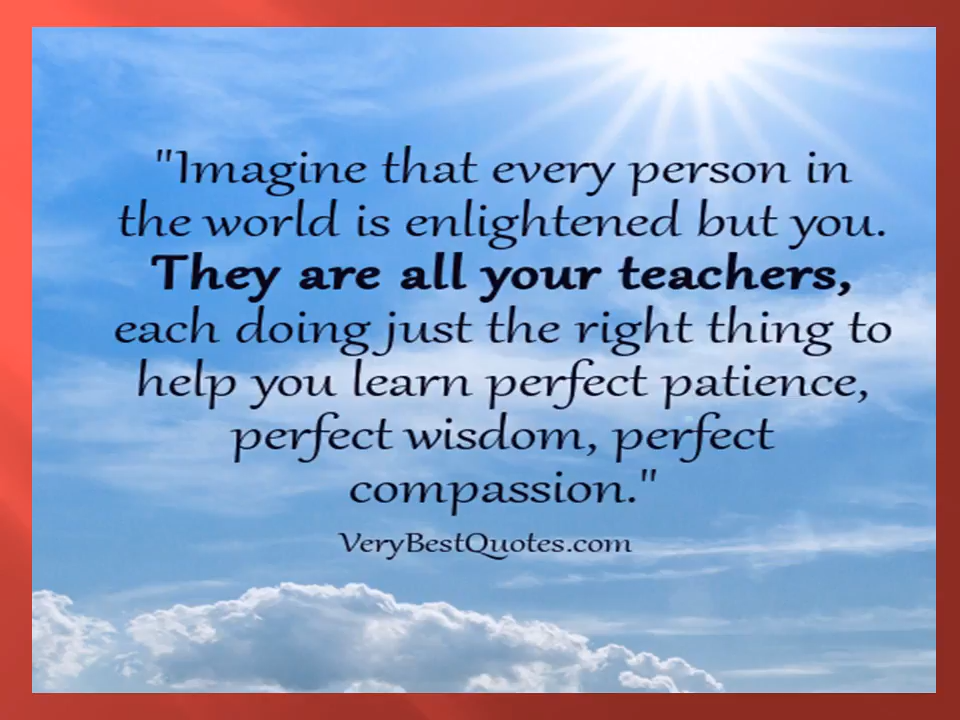 "Imagine that every person in
the world is enlightened but you.
They are all your teachers,
each doing just the right thing to
help you learn perfect patience,
perfect wisdom, perfect
compassion."
VeryBestQuotes.com